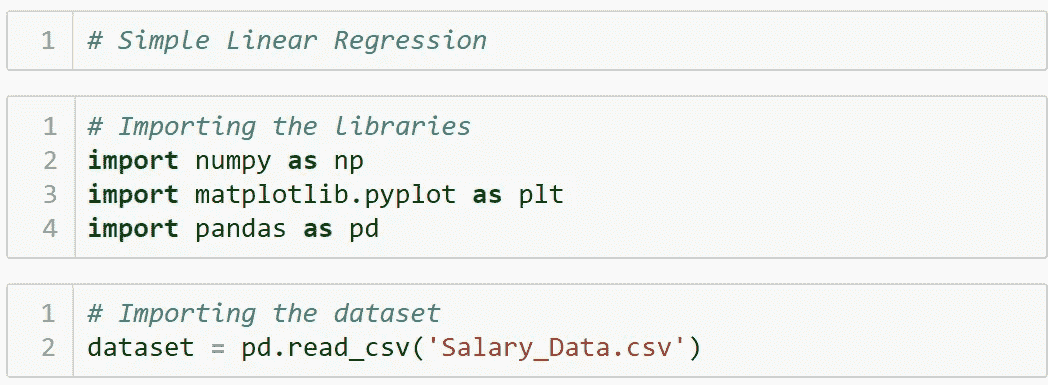 1 # Simple Linear Regression
1 # Importing the libraries
2 import numpy as np
3 import matplotlib.pyplot as plt
4 import pandas as pd
1 # Importing the dataset
2 dataset = pd.read_csv('Salary_Data.csv')